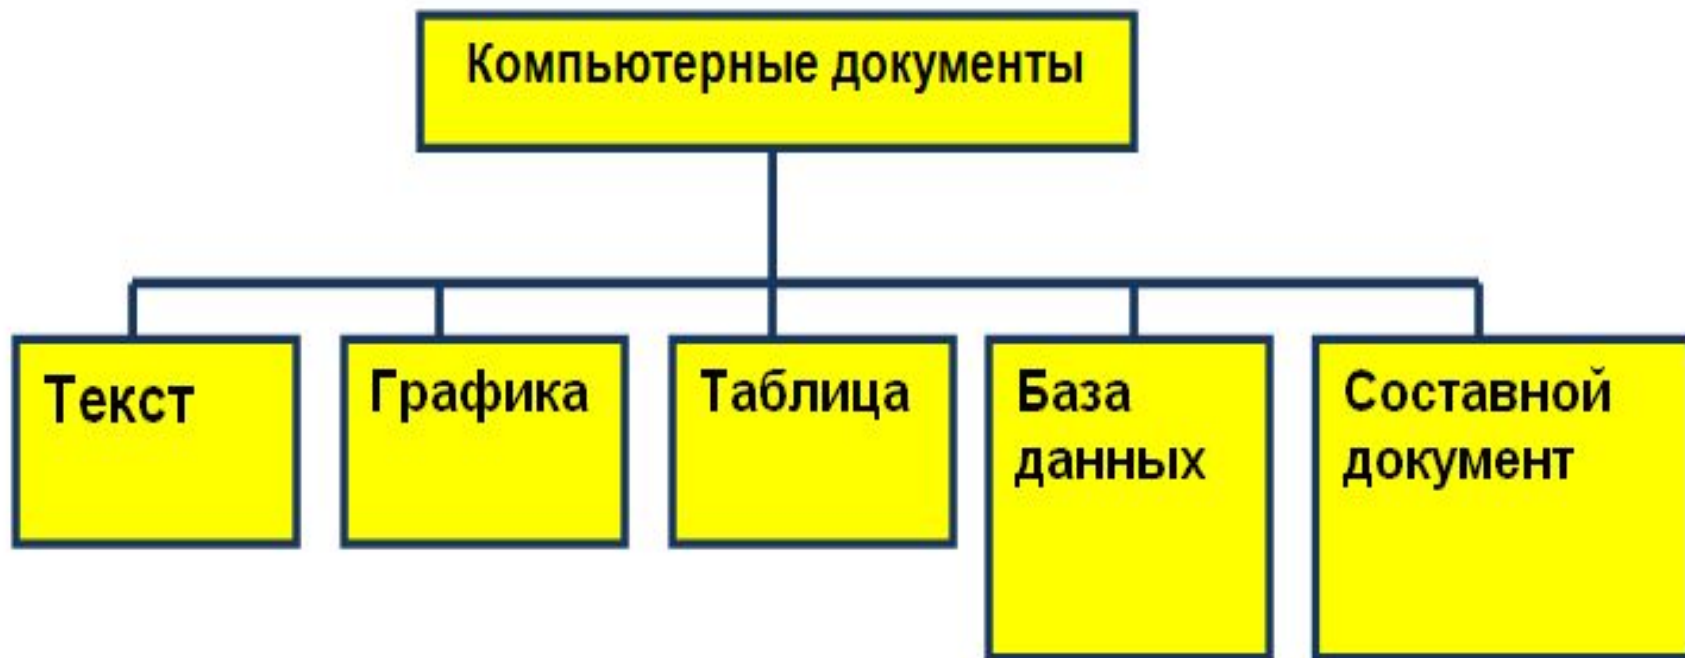 Компьютерные документы
Текст
Графика
Таблица
База
данных
Составной
документ